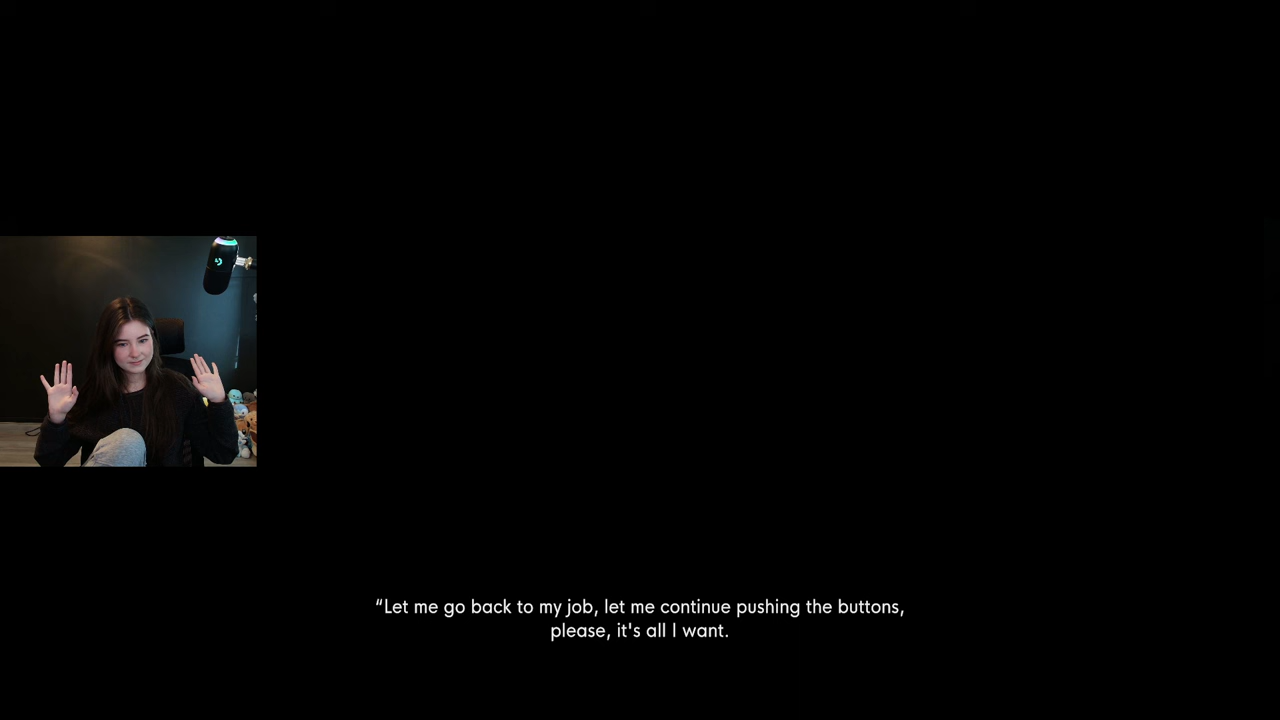 “Let me go back to my job, let me continue pushing the buttons,
please, it's all I want.